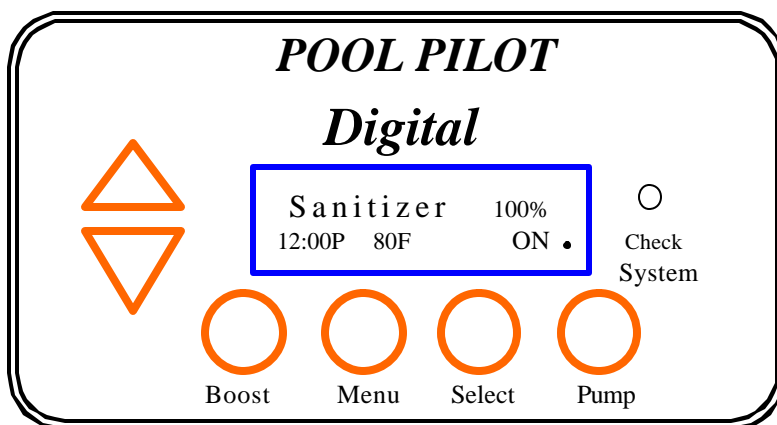 POOL PILOT
Digital
Sanitizer 100%
12:00P 80F ON .
Check
System
Boost Menu Select Pump